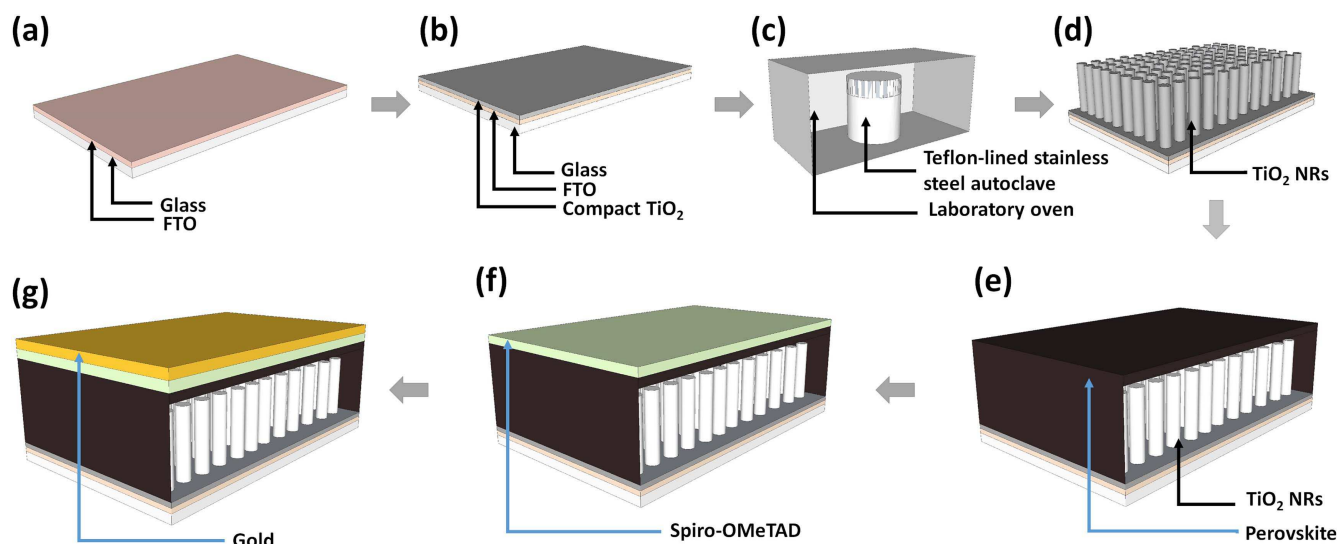 (a)
(b)
(c)
(d)
Glass
FTO
Glass
FTO
Compact TiO₂
Teflon-lined stainless
steel autoclave
Laboratory oven
TiO₂ NRs
(g)
(f)
(e)
Gold
Spiro-OMeTAD
TiO₂ NRs
Perovskite